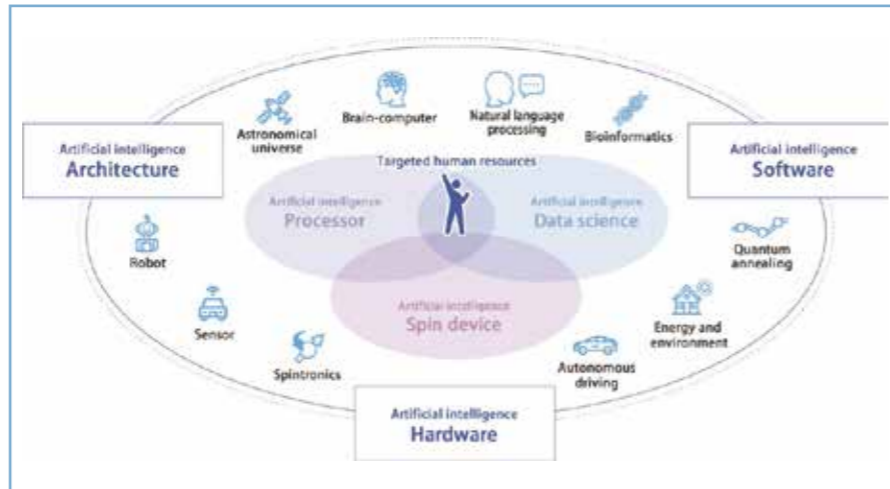 Brain-computer
Natural language
processing
Astronomical
universe
Bioinformatics
Artificial intelligence
Architecture
Targeted human resources
Artificial intelligence
Software
Artificial intelligence
Processor
Artificial intelligence
Data science
Robot
Quantum
annealing
Artificial intelligence
Spin device
Sensor
Energy and
environment
Spintronics
Autonomous
driving
Artificial intelligence
Hardware